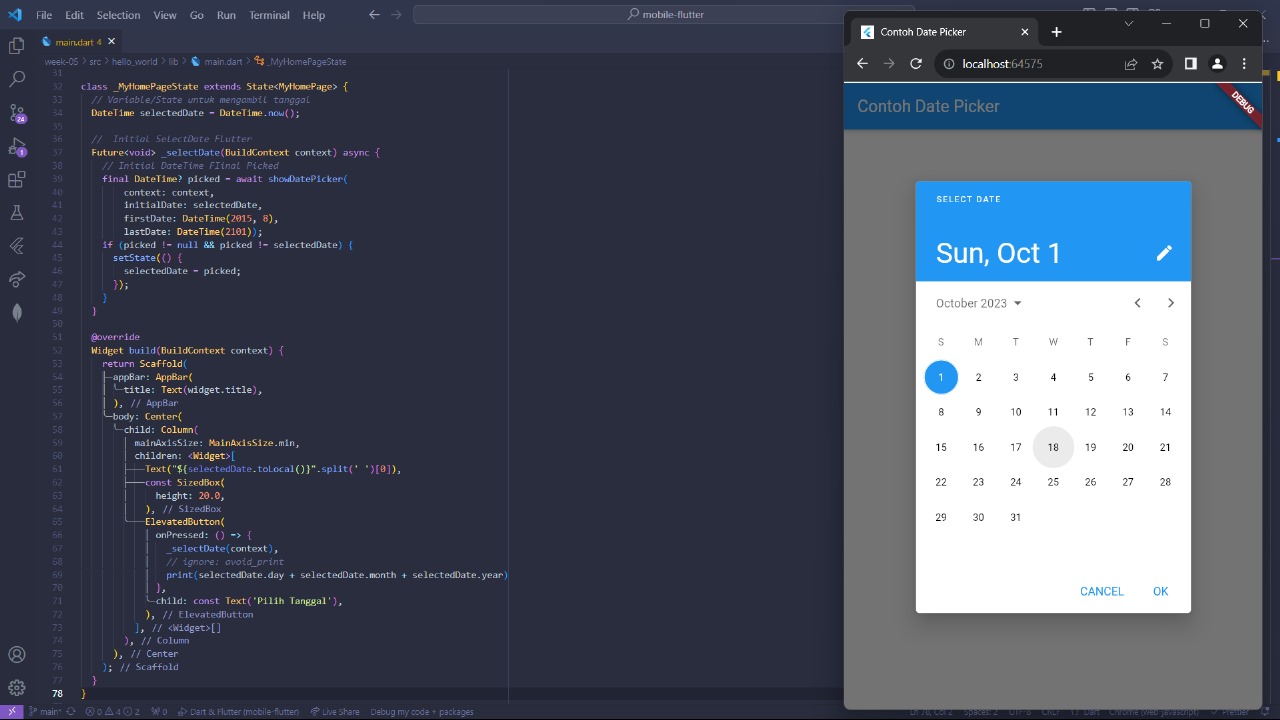 File Edit Selection View Go Run Terminal Help
mobile-flutter
main.dart 4
week-05 > src > hello_world > lib > main.dart > _MyHomePageState
31
32 class _MyHomePageState extends State<MyHomePage> {
33 // Variable/State untuk mengambil tanggal
34 DateTime selectedDate = DateTime.now();
35
36 //  Initial SelectDate Flutter
37 Future<void> _selectDate(BuildContext context) async {
38 // Initial DateTime FIinal Picked
39 final DateTime? picked = await showDatePicker(
40 context: context,
41 initialDate: selectedDate,
42 firstDate: DateTime(2015, 8),
43 lastDate: DateTime(2101));
44 if (picked != null && picked != selectedDate) {
45 setState(() {
46 selectedDate = picked;
47 });
48 }
49 }
50
51 @override
52 Widget build(BuildContext context) {
53 return Scaffold(
54 appBar: AppBar(
55 title: Text(widget.title),
56 ), // AppBar
57 body: Center(
58 child: Column(
59 mainAxisSize: MainAxisSize.min,
60 children: <Widget>[
61 Text("${selectedDate.toLocal()}".split(' ')[0]),
62 const SizedBox(
63 height: 20.0,
64 ), // SizedBox
65 ElevatedButton(
66 onPressed: () => {
67 _selectDate(context),
68 // ignore: avoid_print
69 print(selectedDate.day + selectedDate.month + selectedDate.year)
70 },
71 child: const Text('Pilih Tanggal'),
72 ), // ElevatedButton
73 ], // <Widget>[]
74 ), // Column
75 ), // Center
76 ); // Scaffold
77 }
78 }
24
1
main* 0 4 2 0 Dart & Flutter (mobile-flutter) Live Share Debug my code + packages
Contoh Date Picker
localhost:64575
Contoh Date Picker
DEBUG
SELECT DATE
Sun, Oct 1
October 2023
S M T W T F S
1 2 3 4 5 6 7
8 9 10 11 12 13 14
15 16 17 18 19 20 21
22 23 24 25 26 27 28
29 30 31
CANCEL OK